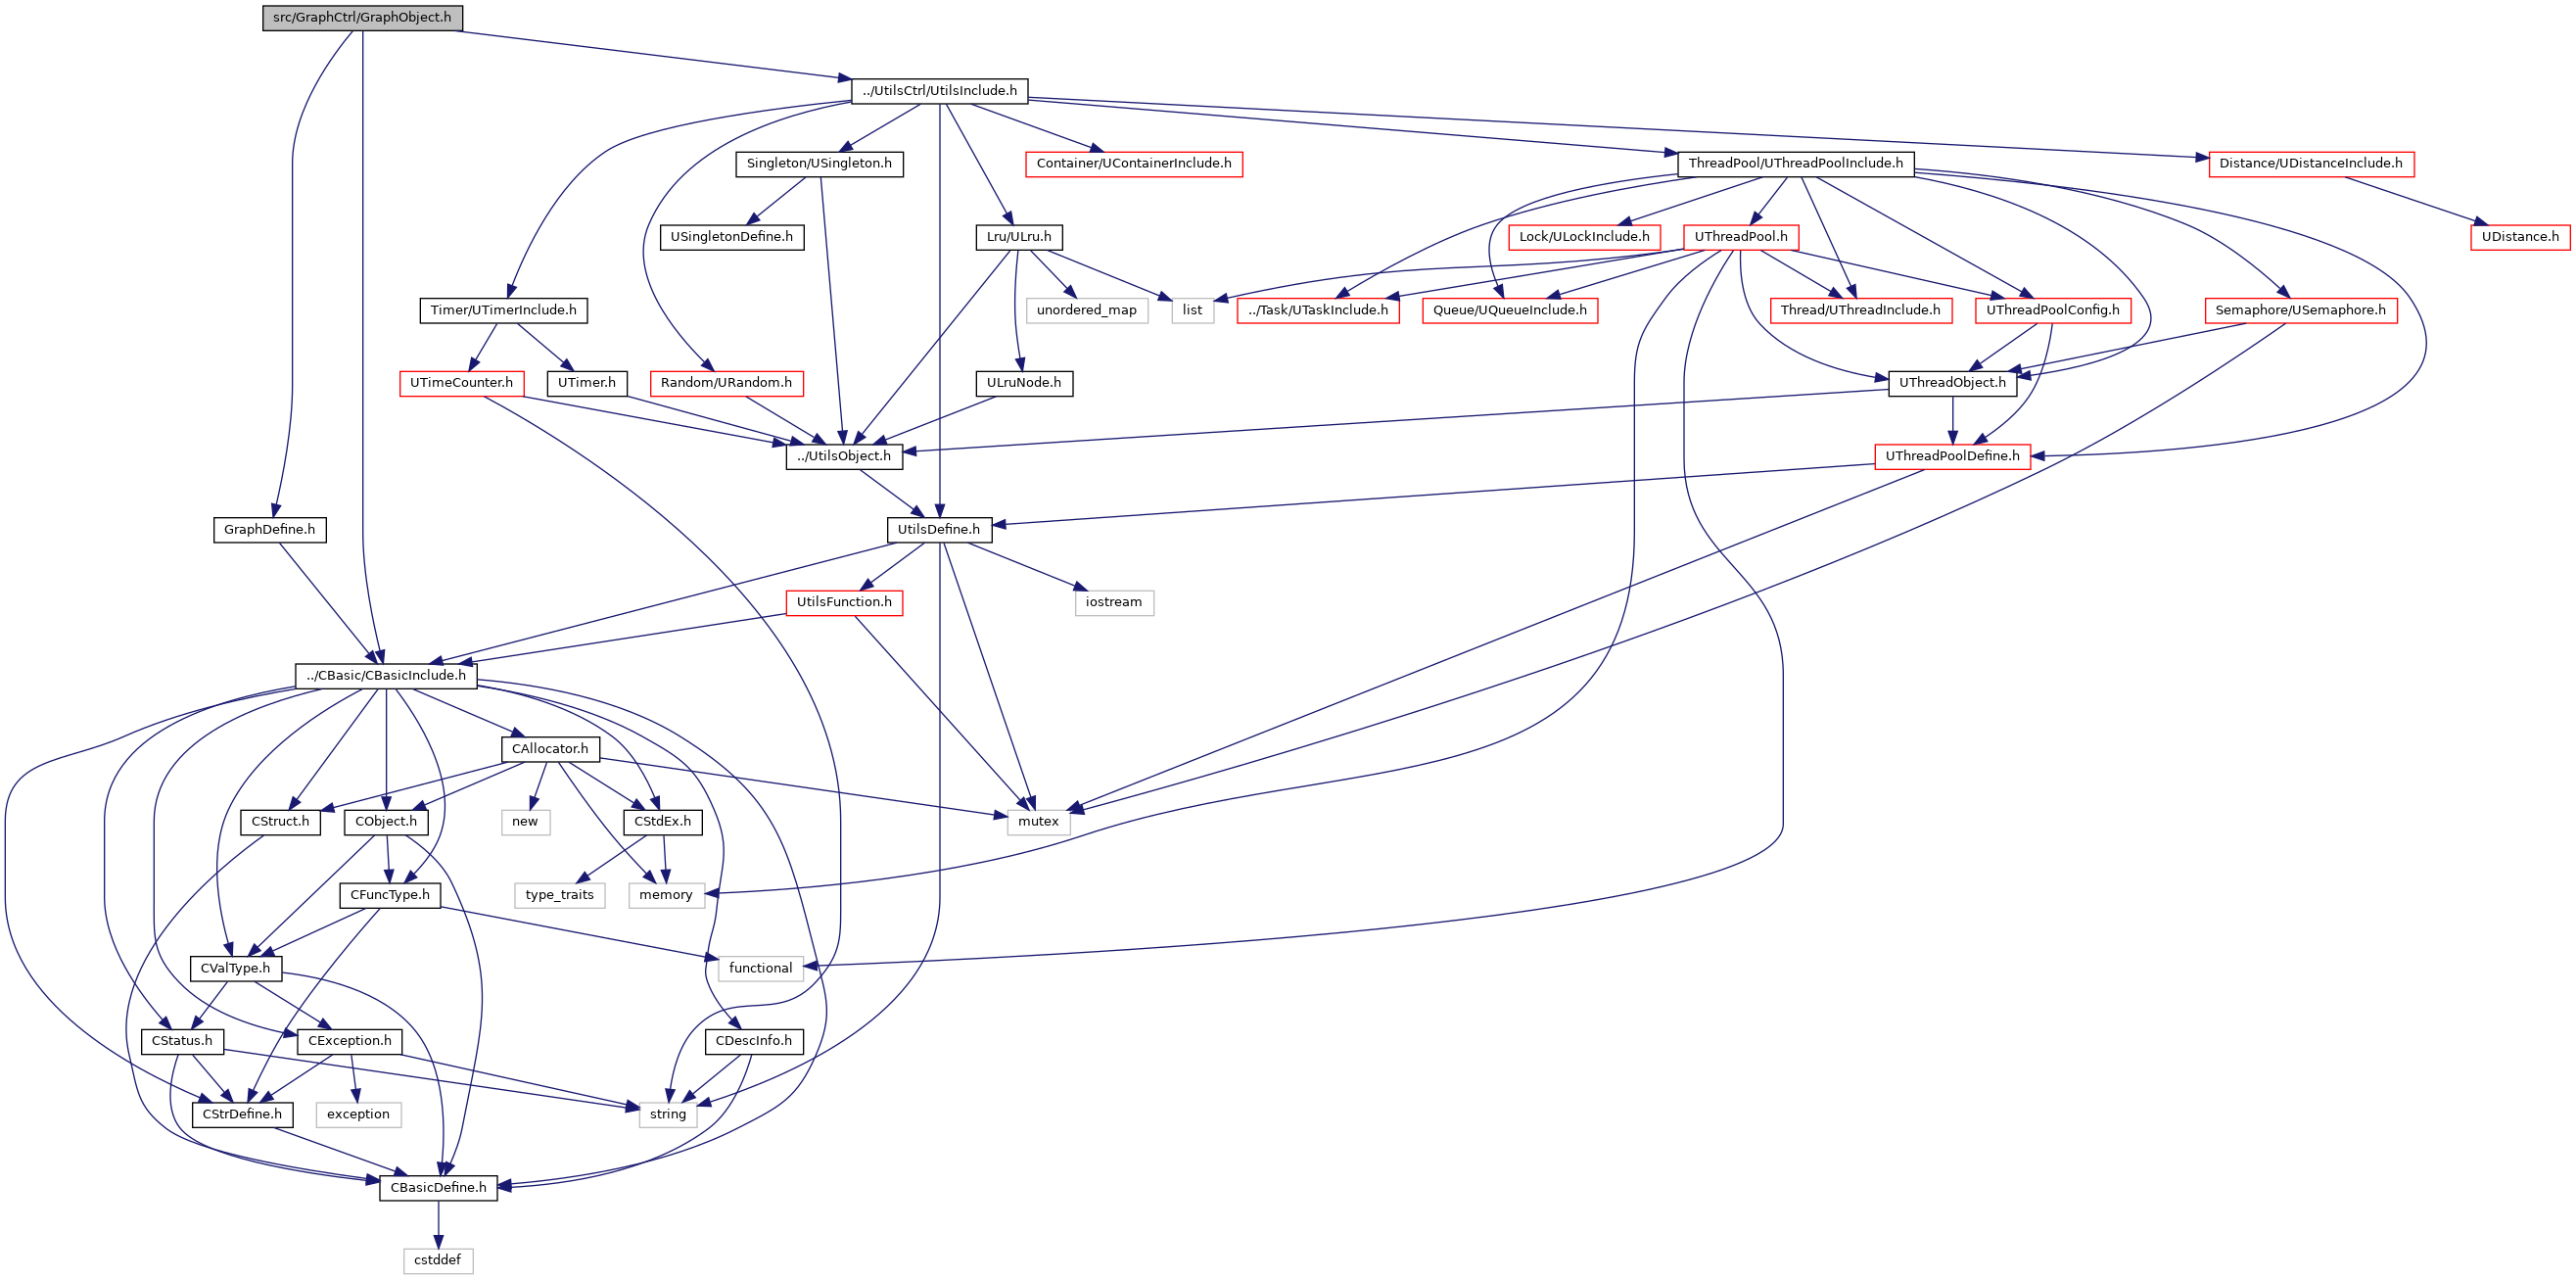 src/GraphCtrl/GraphObject.h
../UtilsCtrl/UtilsInclude.h
Singleton/USingleton.h
Container/UContainerInclude.h
ThreadPool/UThreadPoolInclude.h
Distance/UDistanceInclude.h
USingletonDefine.h
Lru/ULru.h
Lock/ULockInclude.h
UThreadPool.h
UDistance.h
Timer/UTimerInclude.h
unordered_map
list
../Task/UTaskInclude.h
Queue/UQueueInclude.h
Thread/UThreadInclude.h
UThreadPoolConfig.h
Semaphore/USemaphore.h
UTimeCounter.h
UTimer.h
Random/URandom.h
ULruNode.h
UThreadObject.h
../UtilsObject.h
UThreadPoolDefine.h
GraphDefine.h
UtilsDefine.h
UtilsFunction.h
iostream
../CBasic/CBasicInclude.h
CAllocator.h
CStruct.h
CObject.h
new
CStdEx.h
mutex
CFuncType.h
type_traits
memory
CValType.h
functional
CStatus.h
CException.h
CDescInfo.h
CStrDefine.h
exception
string
CBasicDefine.h
cstddef